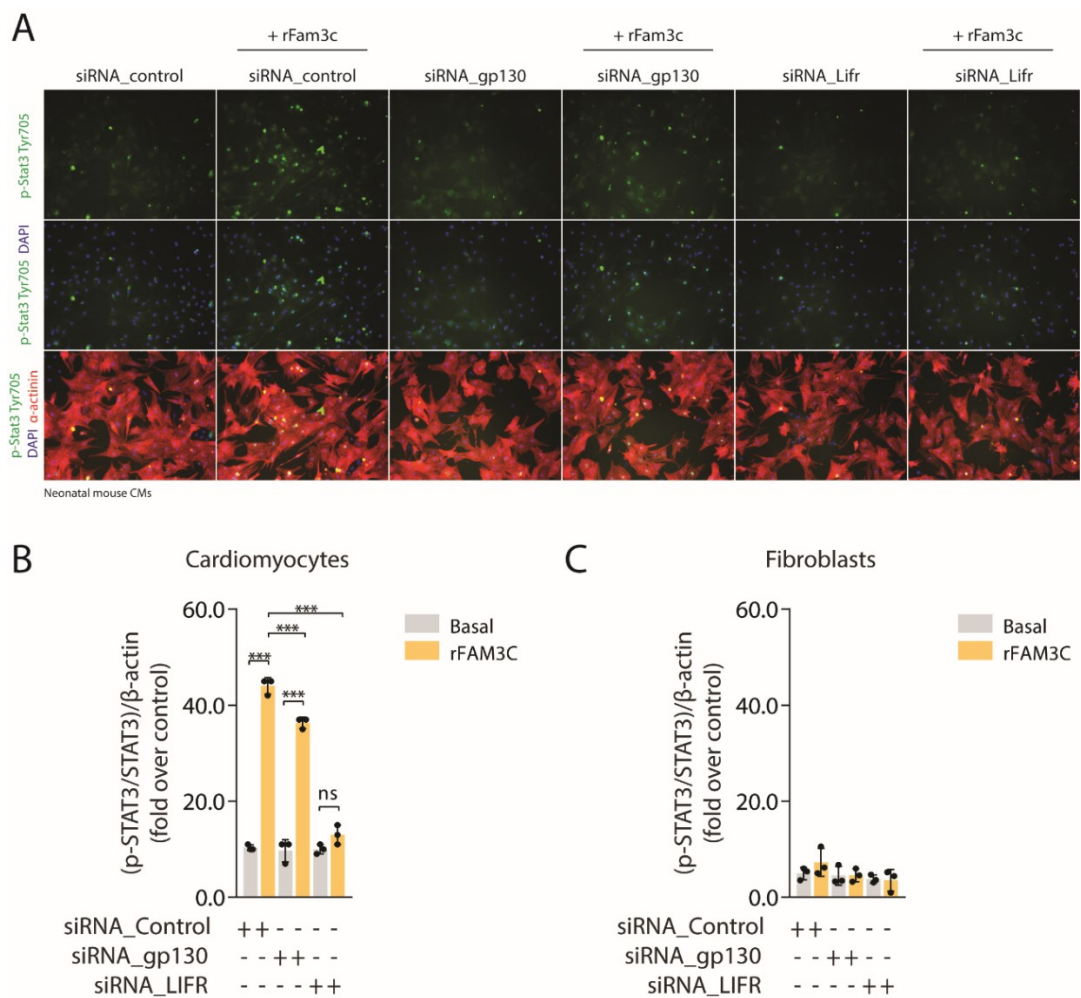 A
+ rFam3c + rFam3c + rFam3c
siRNA_control siRNA_control siRNA_gp130 siRNA_gp130 siRNA_Lifr siRNA_Lifr
p-Stat3 Tyr705
p-Stat3 Tyr705 DAPI
p-Stat3 Tyr705
DAPI α-actinin
Neonatal mouse CMs
B
Cardiomyocytes
(p-STAT3/STAT3)/β-actin
(fold over control)
60.0
40.0
20.0
0.0
***
***
***
***
ns
Basal
rFAM3C
siRNA_Control + + - - - -
siRNA_gp130 - - + + - -
siRNA_LIFR - - - - + +
C
Fibroblasts
(p-STAT3/STAT3)/β-actin
(fold over control)
60.0
40.0
20.0
0.0
Basal
rFAM3C
siRNA_Control + + - - - -
siRNA_gp130 - - + + - -
siRNA_LIFR - - - - + +